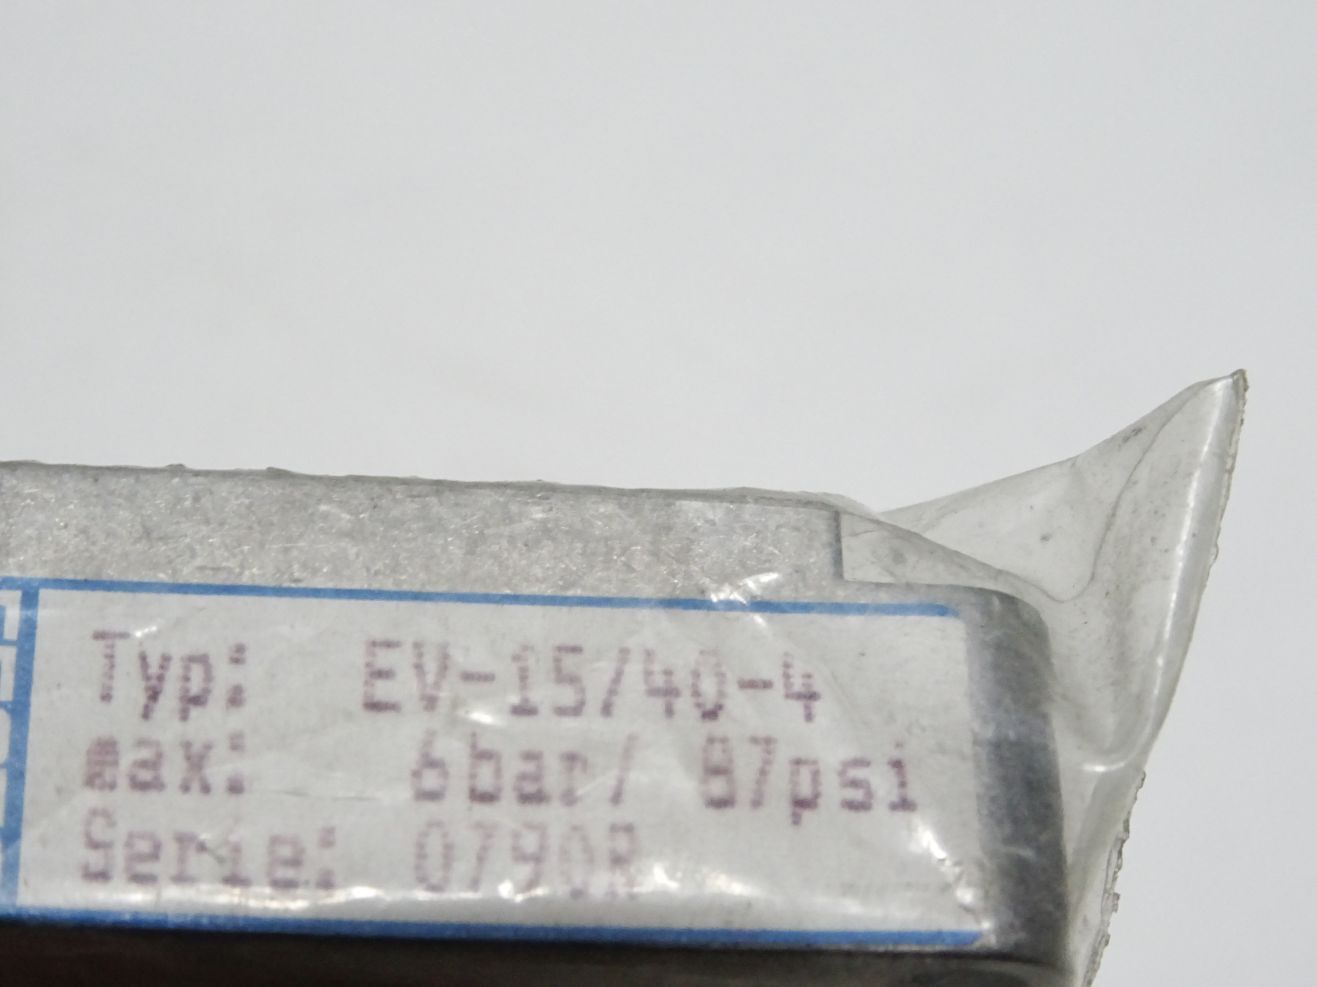 Typ: EV-15/40-4
max: 6bar/ 87psi
Serie: 0790R